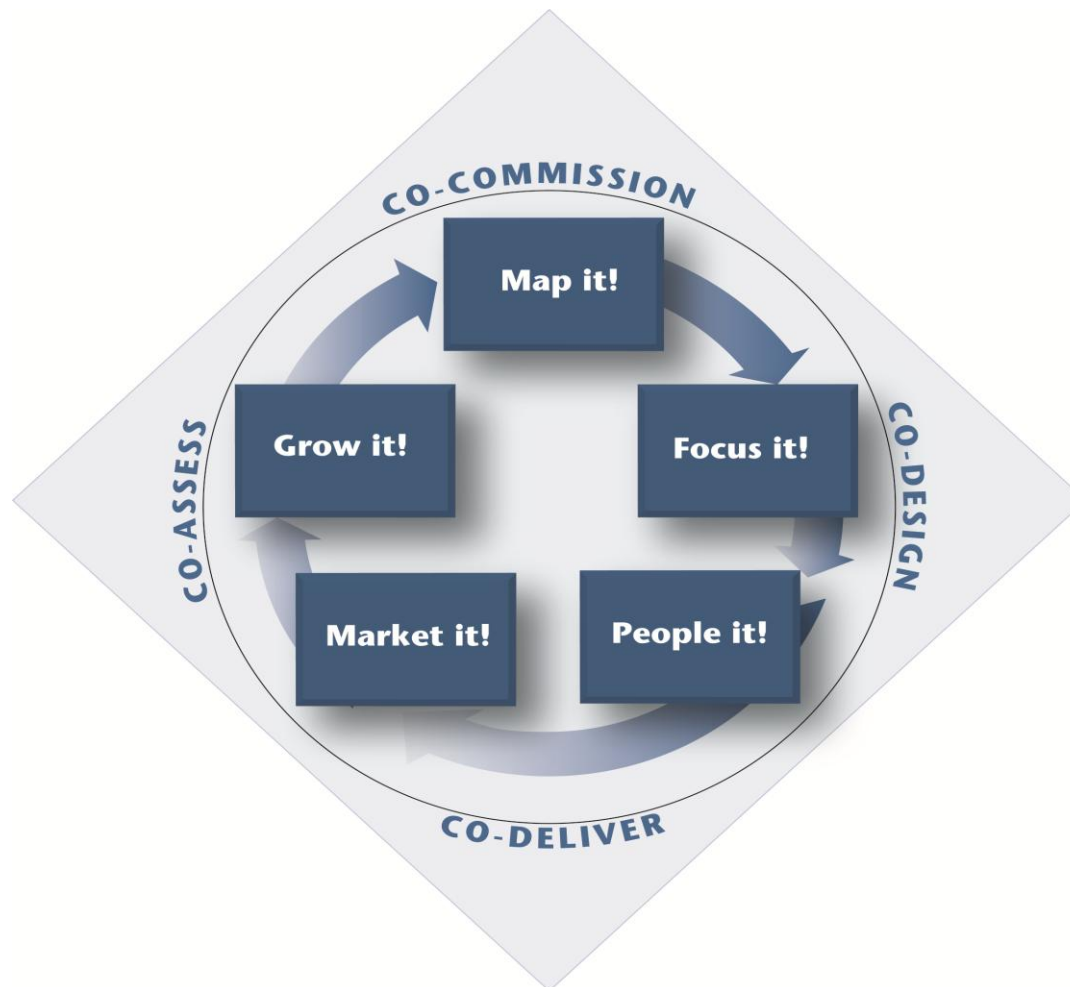 CO-COMMISSION
Map it!
Focus it!
CO-DESIGN
People it!
CO-DELIVER
Market it!
Grow it!
CO-ASSESS